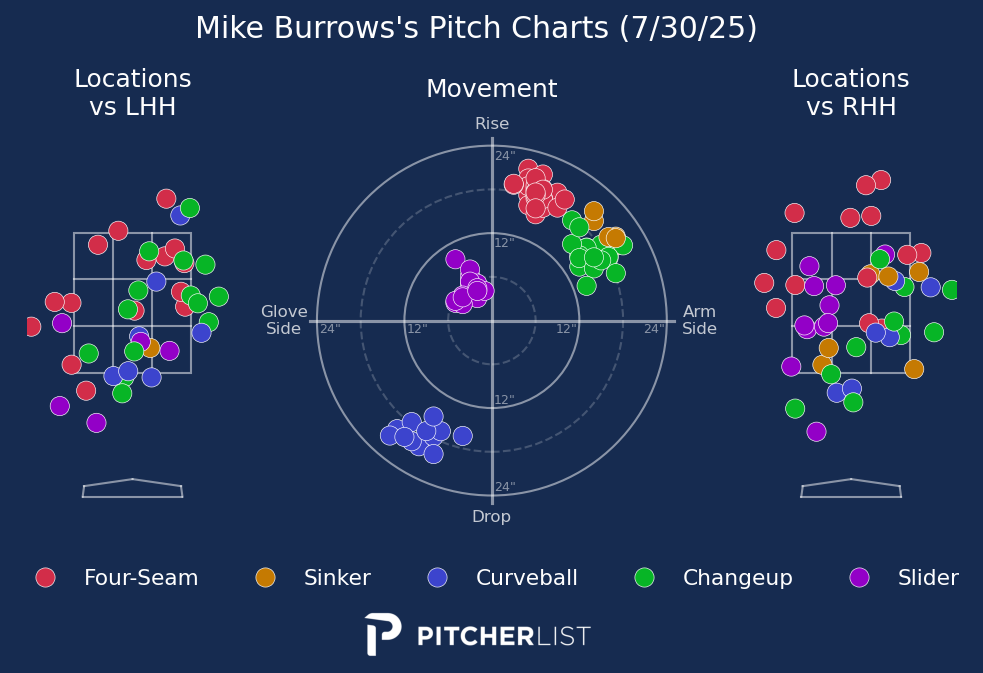 Mike Burrows's Pitch Charts (7/30/25)
Locations
vs LHH
Movement
Locations
vs RHH
Rise
24"
12"
Glove
Side
24"
12"
12"
24"
Arm
Side
12"
24"
Drop
Four-Seam
Sinker
Curveball
Changeup
Slider
PITCHERLIST